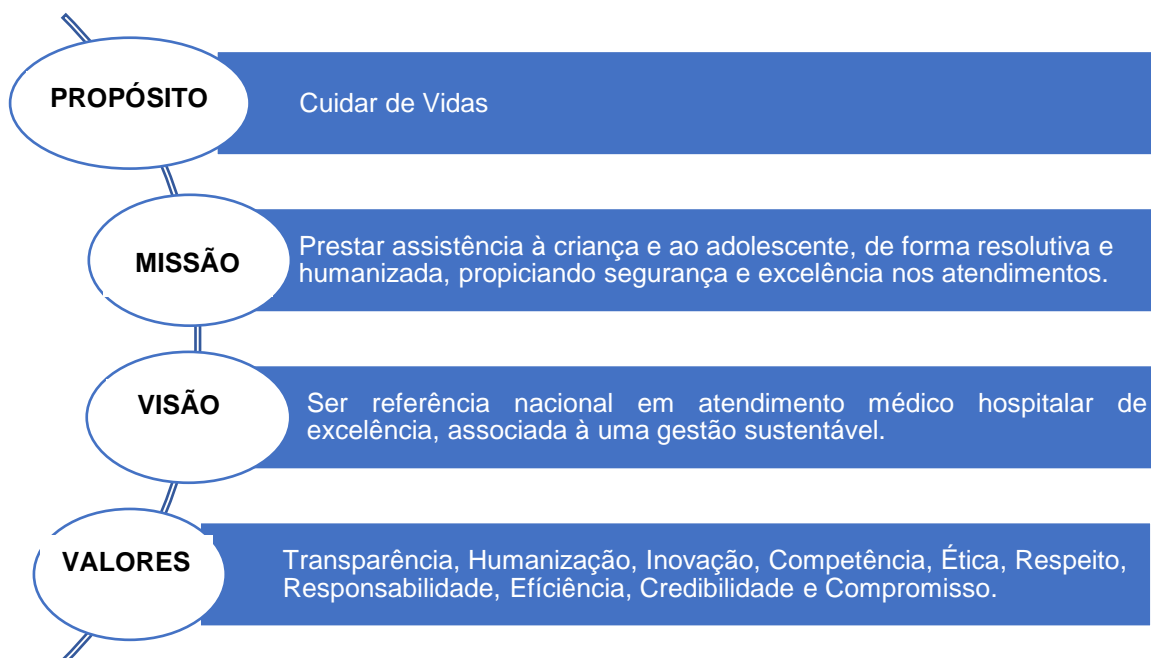 PROPÓSITO
Cuidar de Vidas
MISSÃO
Prestar assistência à criança e ao adolescente, de forma resolutiva e
humanizada, propiciando segurança e excelência nos atendimentos.
VISÃO
Ser referência nacional em atendimento médico hospitalar de
excelência, associada à uma gestão sustentável.
VALORES
Transparência, Humanização, Inovação, Competência, Ética, Respeito,
Responsabilidade, Efíciência, Credibilidade e Compromisso.